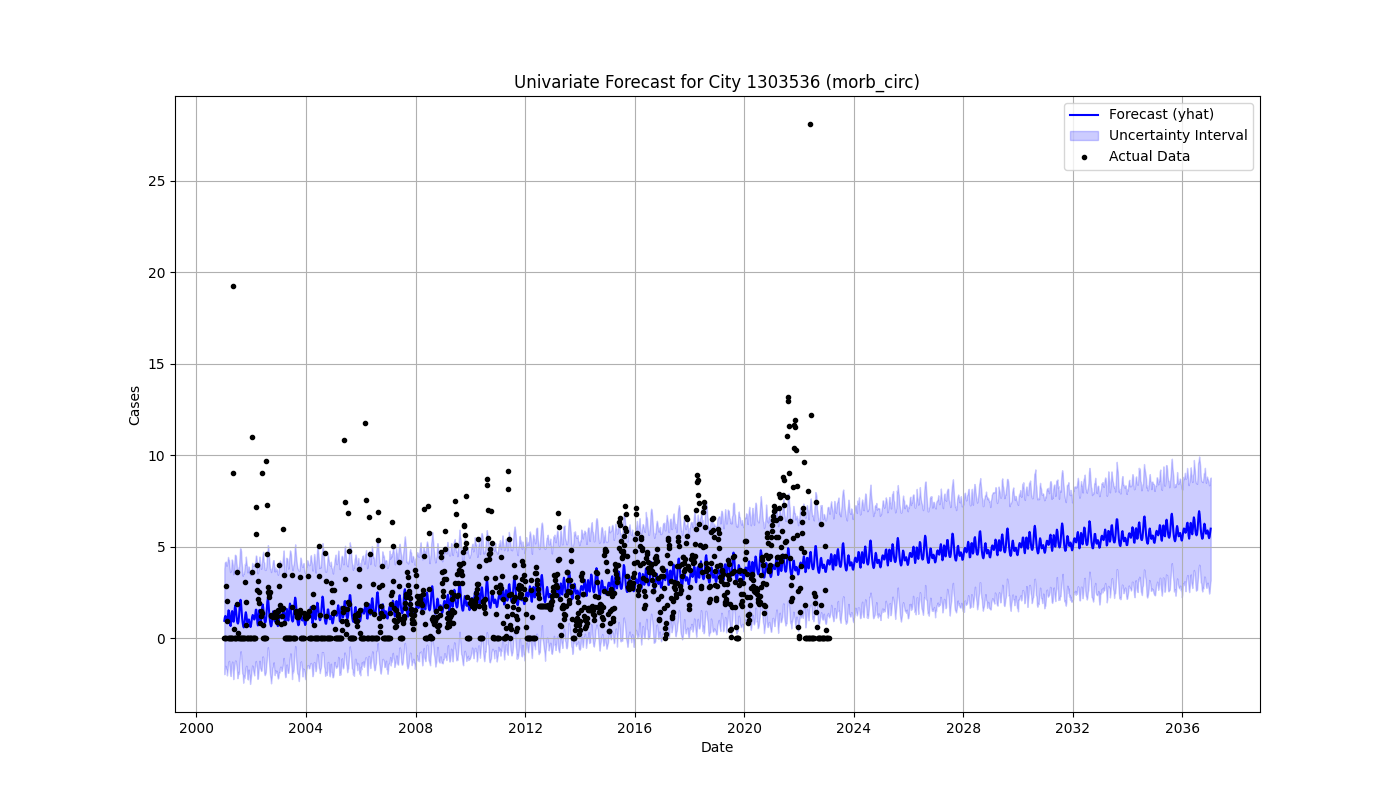 Univariate Forecast for City 1303536 (morb_circ)
Forecast (yhat)
Uncertainty Interval
Actual Data
Cases
25
20
15
10
5
0
2000 2004 2008 2012 2016 2020 2024 2028 2032 2036
Date